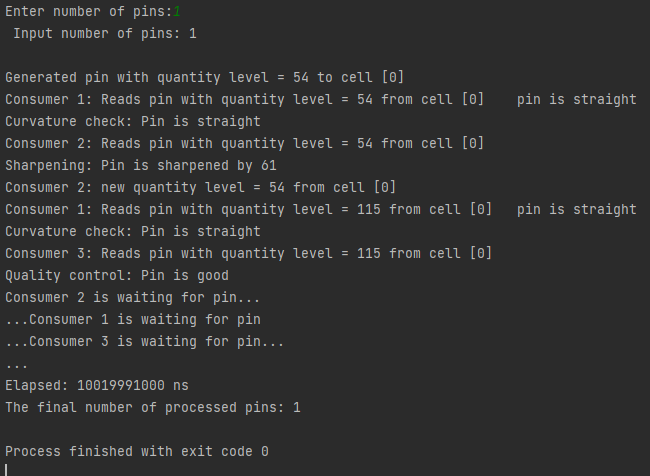 Enter number of pins:1
Input number of pins: 1
Generated pin with quantity level = 54 to cell [0]
Consumer 1: Reads pin with quantity level = 54 from cell [0]    pin is straight
Curvature check: Pin is straight
Consumer 2: Reads pin with quantity level = 54 from cell [0]
Sharpening: Pin is sharpened by 61
Consumer 2: new quantity level = 54 from cell [0]
Consumer 1: Reads pin with quantity level = 115 from cell [0]   pin is straight
Curvature check: Pin is straight
Consumer 3: Reads pin with quantity level = 115 from cell [0]
Quality control: Pin is good
Consumer 2 is waiting for pin...
...Consumer 1 is waiting for pin
...Consumer 3 is waiting for pin...
...
Elapsed: 10019991000 ns
The final number of processed pins: 1
Process finished with exit code 0